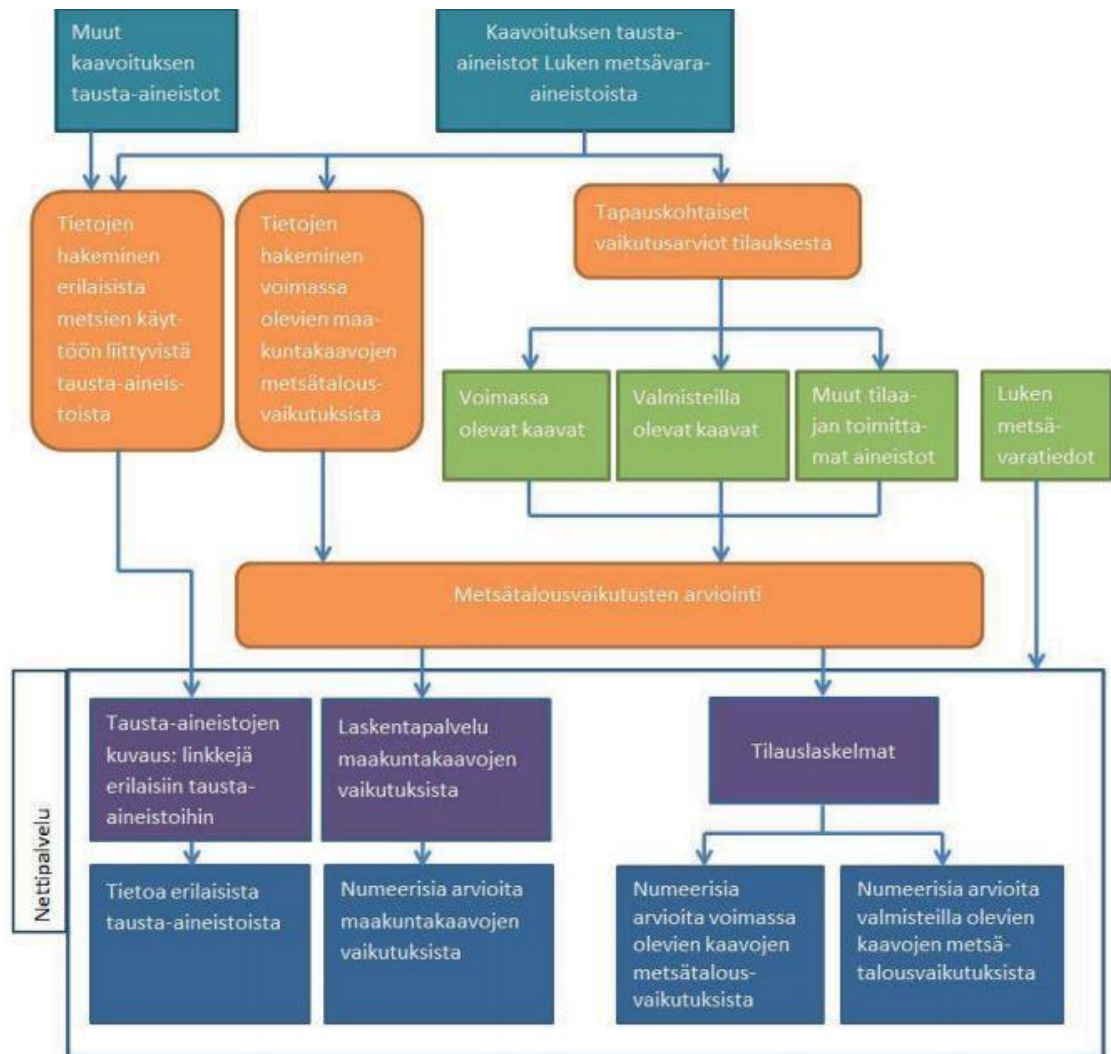 Muut
kaavoituksen
tausta-aineistot
Kaavoituksen tausta-
aineistot Luken metsävara-
aineistoista
Tietojen
hakeminen
erilaisista
metsien käyt-
töön liittyvistä
tausta-aineis-
toista
Tietojen
hakeminen
voimassa
olevien maa-
kuntakaavojen
metsätalous-
vaikutuksista
Tapauskohtaiset
vaikutusarviot tilauksesta
Voimassa
olevat kaavat
Valmisteilla
olevat kaavat
Muut tilaa-
jan toimitta-
mat aineistot
Luken
metsä-
varatiedot
Metsätalousvaikutusten arviointi
Nettipalvelu
Tausta-aineistojen
kuvaus: linkkejä
erilaisiin tausta-
aineistoihin
Laskentapalvelu
maakuntakaavojen
vaikutuksista
Tilauslaskelmat
Tietoa erilaisista
tausta-aineistoista
Numeerisia arvioita
maakuntakaavojen
vaikutuksista
Numeerisia
arvioita voimassa
olevien kaavojen
metsätalous-
vaikutuksista
Numeerisia arvioita
valmisteilla olevien
kaavojen metsä-
talousvaikutuksista